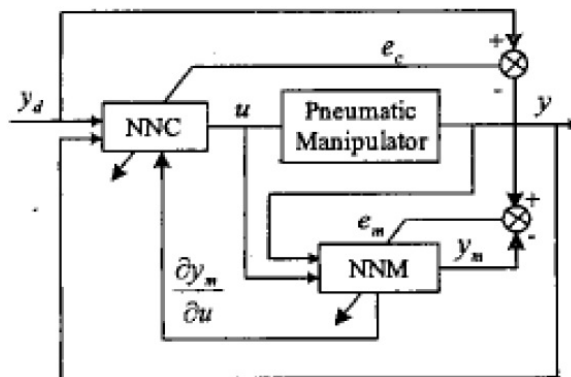 +
e_c
-
y_d
NNC
u
Pneumatic
Manipulator
y
+
e_m
-
NNM
y_m
∂y_m
∂u